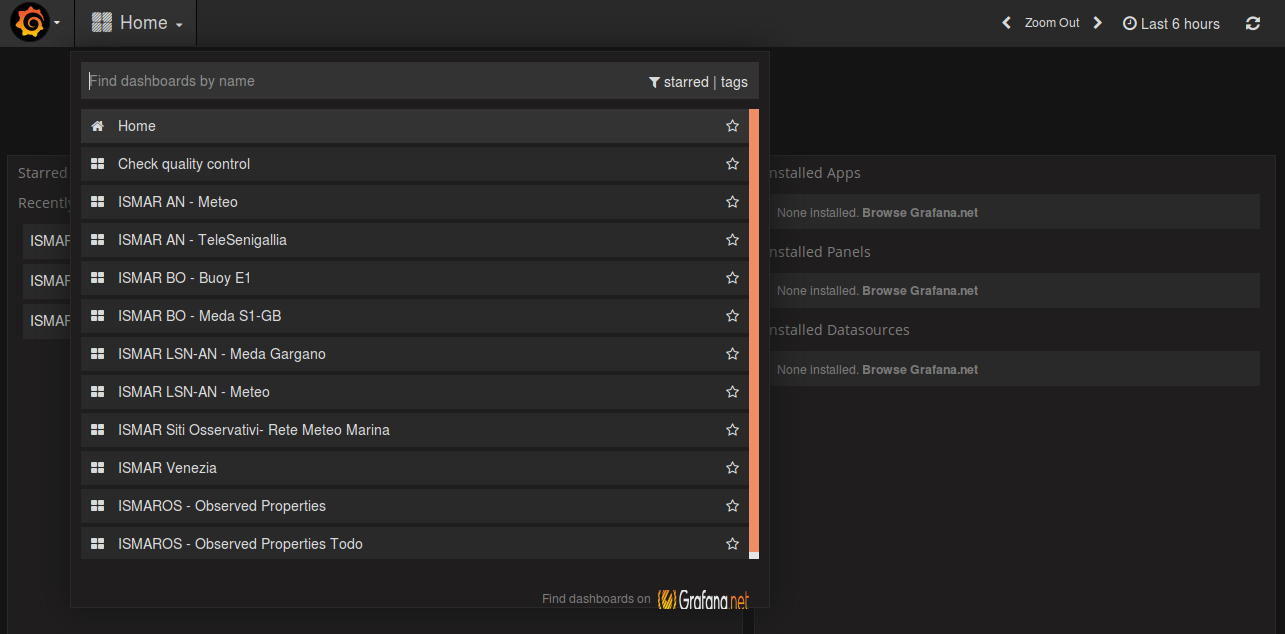 Home
Zoom Out
Last 6 hours
Find dashboards by name
starred | tags
Home
Check quality control
ISMAR AN - Meteo
ISMAR AN - TeleSenigallia
ISMAR BO - Buoy E1
ISMAR BO - Meda S1-GB
ISMAR LSN-AN - Meda Gargano
ISMAR LSN-AN - Meteo
ISMAR Siti Osservativi- Rete Meteo Marina
ISMAR Venezia
ISMAROS - Observed Properties
ISMAROS - Observed Properties Todo
Find dashboards on Grafana.net
Starred
Recently
ISMAR
ISMAR
ISMAR
nstalled Apps
None installed. Browse Grafana.net
nstalled Panels
None installed. Browse Grafana.net
nstalled Datasources
None installed. Browse Grafana.net